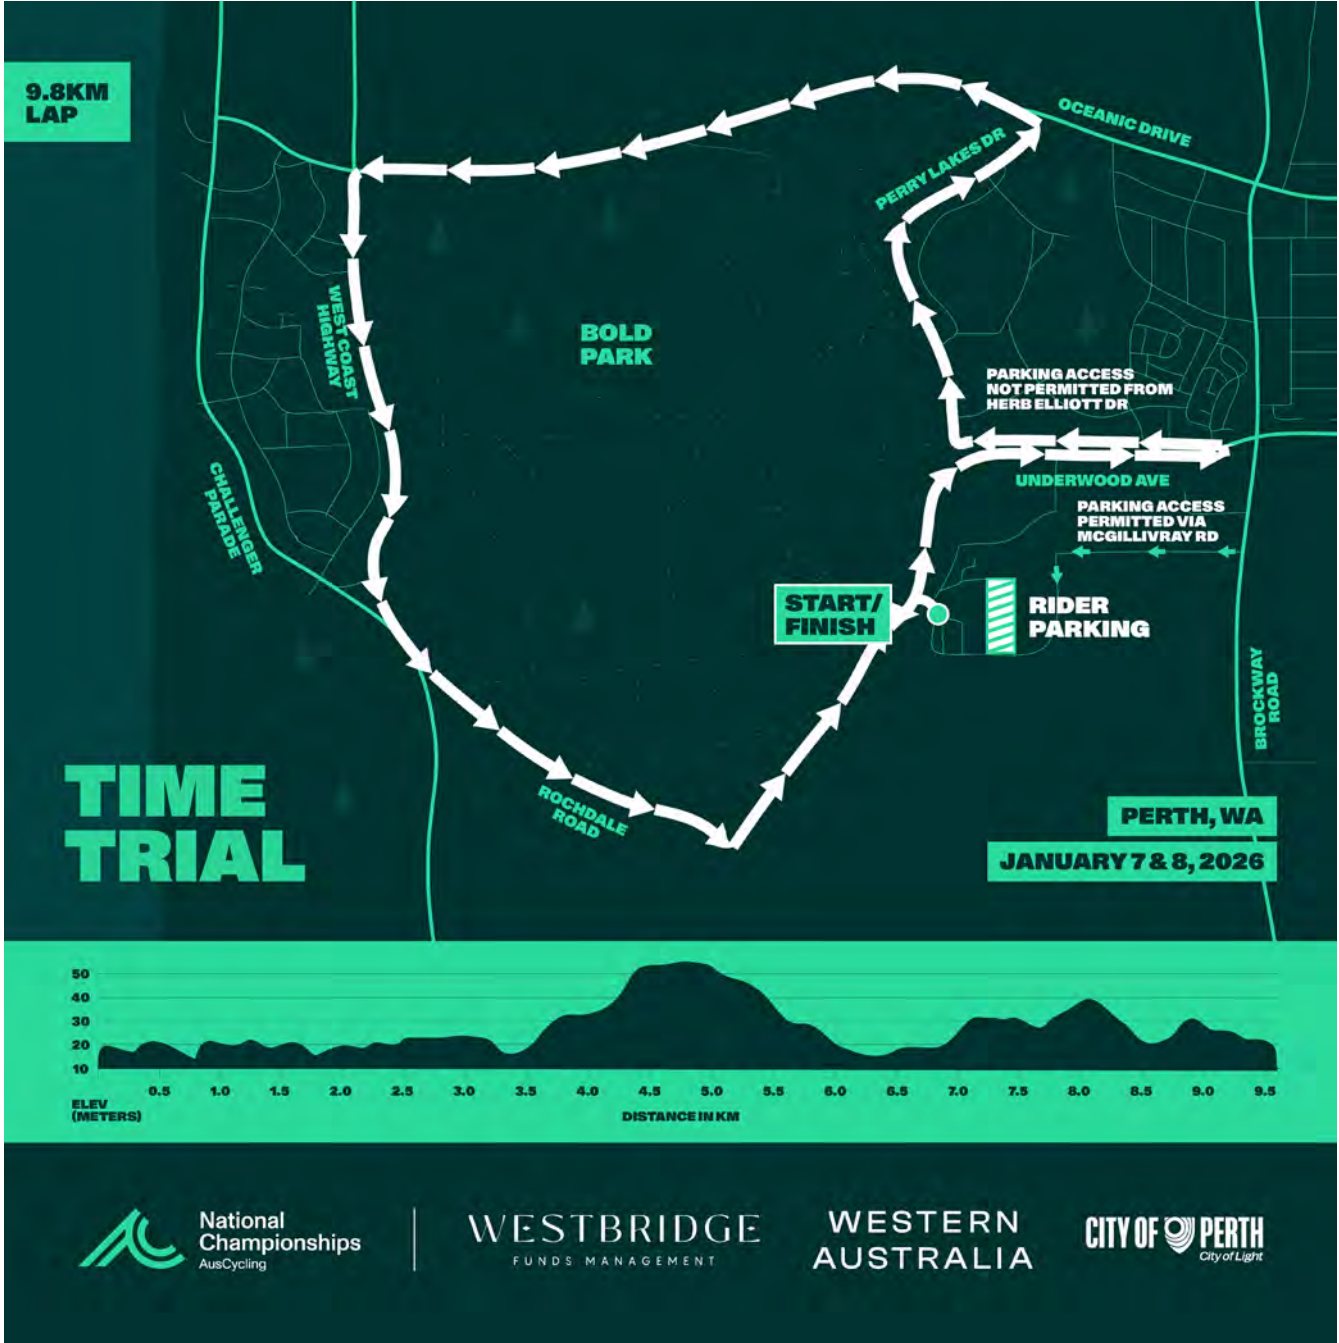 9.8KM
LAP
OCEANIC DRIVE
PERRY LAKES DR
WEST COAST
HIGHWAY
BOLD
PARK
PARKING ACCESS
NOT PERMITTED FROM
HERB ELLIOTT DR
UNDERWOOD AVE
CHALLENGER
PARADE
PARKING ACCESS
PERMITTED VIA
MCGILLIVRAY RD
START/
FINISH
RIDER
PARKING
BROCKWAY
ROAD
TIME
TRIAL
ROCHDALE
ROAD
PERTH, WA
JANUARY 7 & 8, 2026
50
40
30
20
10
0.5 1.0 1.5 2.0 2.5 3.0 3.5 4.0 4.5 5.0 5.5 6.0 6.5 7.0 7.5 8.0 8.5 9.0 9.5
ELEV
(METERS)
DISTANCE IN KM
National
Championships
AusCycling
WESTBRIDGE
FUNDS MANAGEMENT
WESTERN
AUSTRALIA
CITY OF PERTH
City of Light